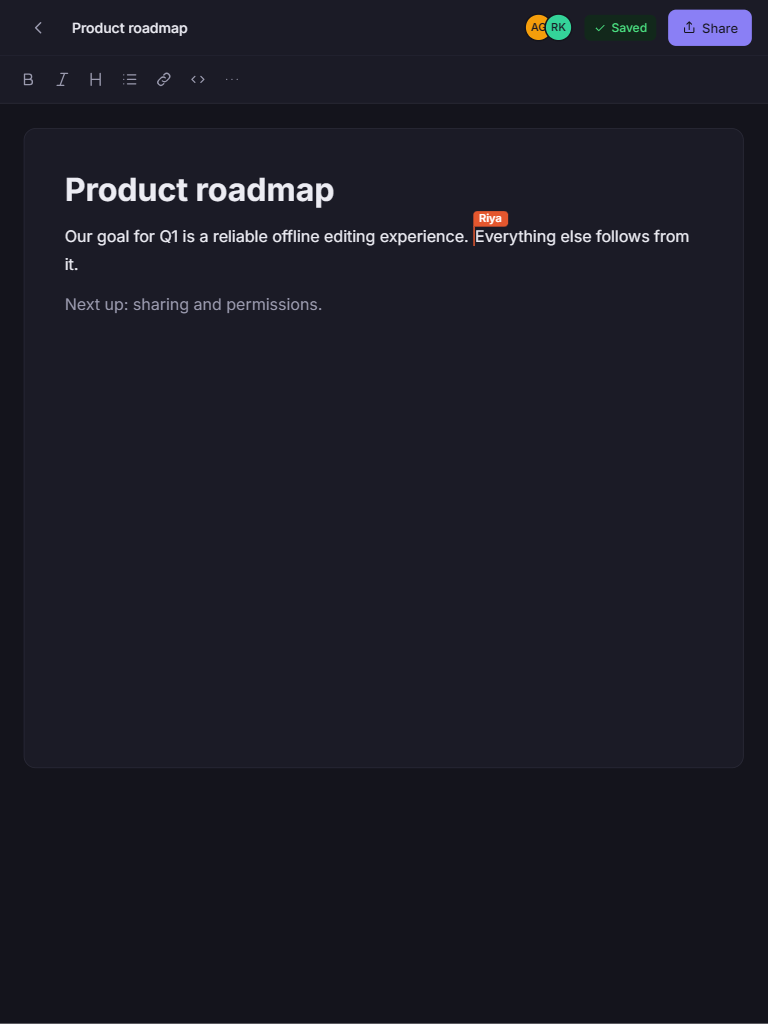 Product roadmap
AG
RK
Saved
Share
B
I
H
Product roadmap
Riya
Our goal for Q1 is a reliable offline editing experience. Everything else follows from
it.
Next up: sharing and permissions.